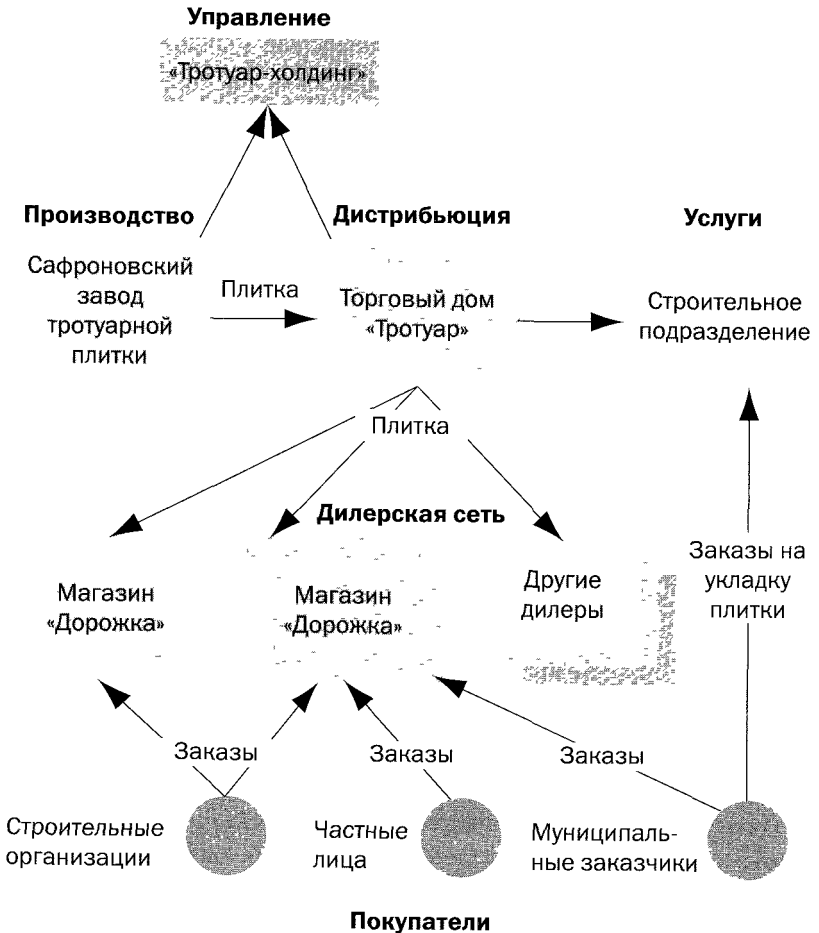 Управление
«Тротуар-холдинг»
Производство
Дистрибьюция
Услуги
Сафроновский
завод
тротуарной
плитки
Плитка
Торговый дом
«Тротуар»
Строительное
подразделение
Плитка
Дилерская сеть
Магазин
«Дорожка»
Магазин
«Дорожка»
Другие
дилеры
Заказы на
укладку
плитки
Заказы
Заказы
Заказы
Строительные
организации
Частные
лица
Муниципаль-
ные заказчики
Покупатели